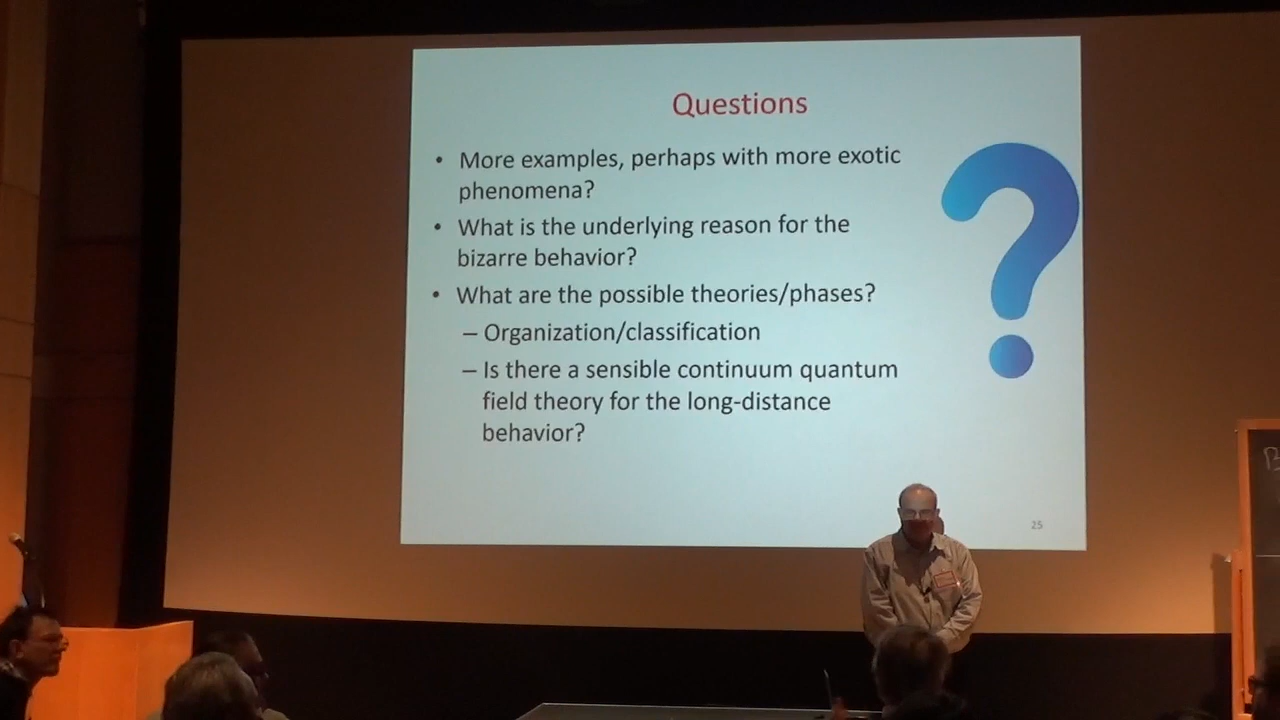 Questions
• More examples, perhaps with more exotic
phenomena?
• What is the underlying reason for the
bizarre behavior?
• What are the possible theories/phases?
– Organization/classification
– Is there a sensible continuum quantum
field theory for the long-distance
behavior?
25